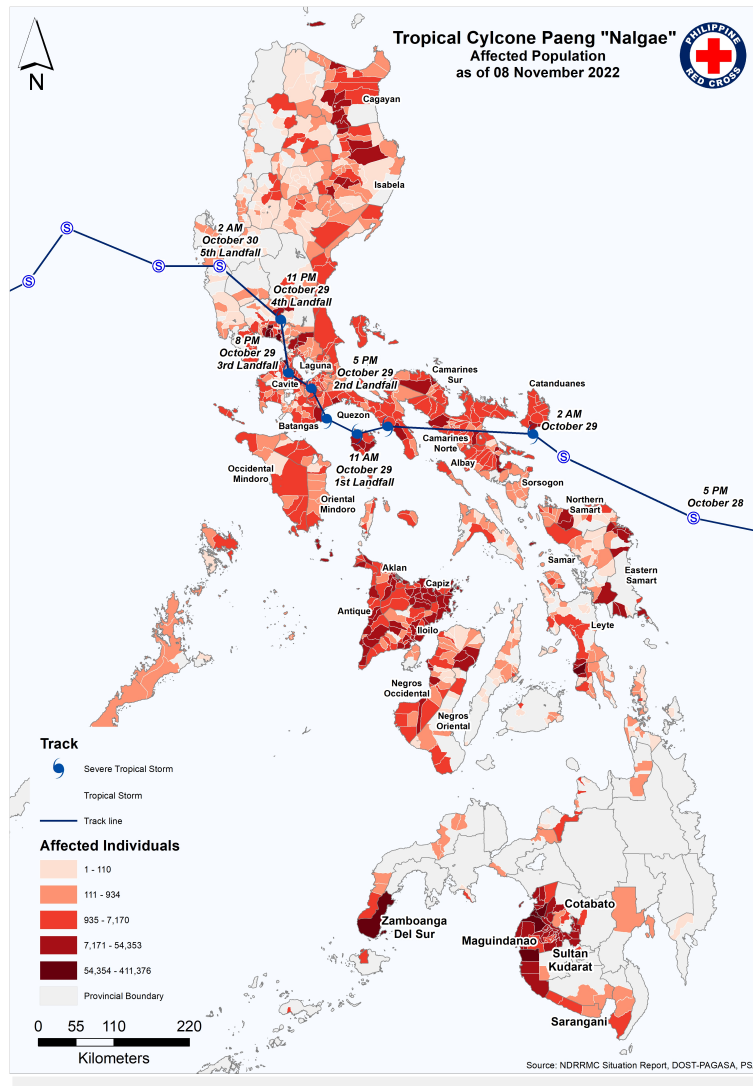 Tropical Cylcone Paeng "Nalgae"
Affected Population
as of 08 November 2022
PHILIPPINE
RED CROSS
N
Cagayan
Isabela
2 AM
October 30
5th Landfall
11 PM
October 29
4th Landfall
8 PM
October 29
3rd Landfall
5 PM
October 29
2nd Landfall
Laguna
Cavite
Camarines
Sur
Catanduanes
2 AM
October 29
Quezon
Batangas
11 AM
October 29
1st Landfall
Camarines
Norte
Albay
Sorsogon
5 PM
October 28
Occidental
Mindoro
Oriental
Mindoro
Northern
Samart
Samar
Eastern
Samart
Aklan
Capiz
Antique
Iloilo
Leyte
Negros
Occidental
Negros
Oriental
Track
Severe Tropical Storm
Tropical Storm
Track line
Affected Individuals
1 - 110
111 - 934
935 - 7,170
7,171 - 54,353
54,354 - 411,376
Provincial Boundary
0 55 110 220
Kilometers
Zamboanga
Del Sur
Cotabato
Maguindanao
Sultan
Kudarat
Sarangani
Source: NDRRMC Situation Report, DOST-PAGASA, PS
S
S
S
S
S
S